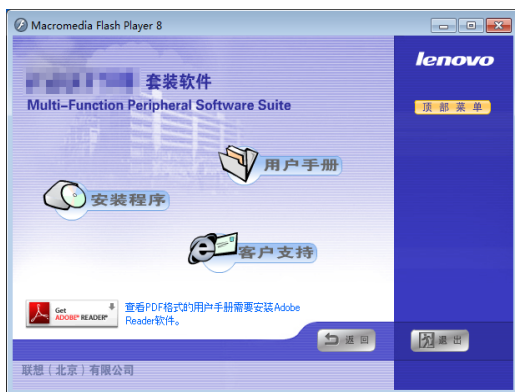 Macromedia Flash Player 8
lenovo
套装软件
Multi-Function Peripheral Software Suite
顶部菜单
用户手册
安装程序
客户支持
Get
ADOBE® READER®
查看PDF格式的用户手册需要安装Adobe
Reader软件。
返回
退出
联想（北京）有限公司